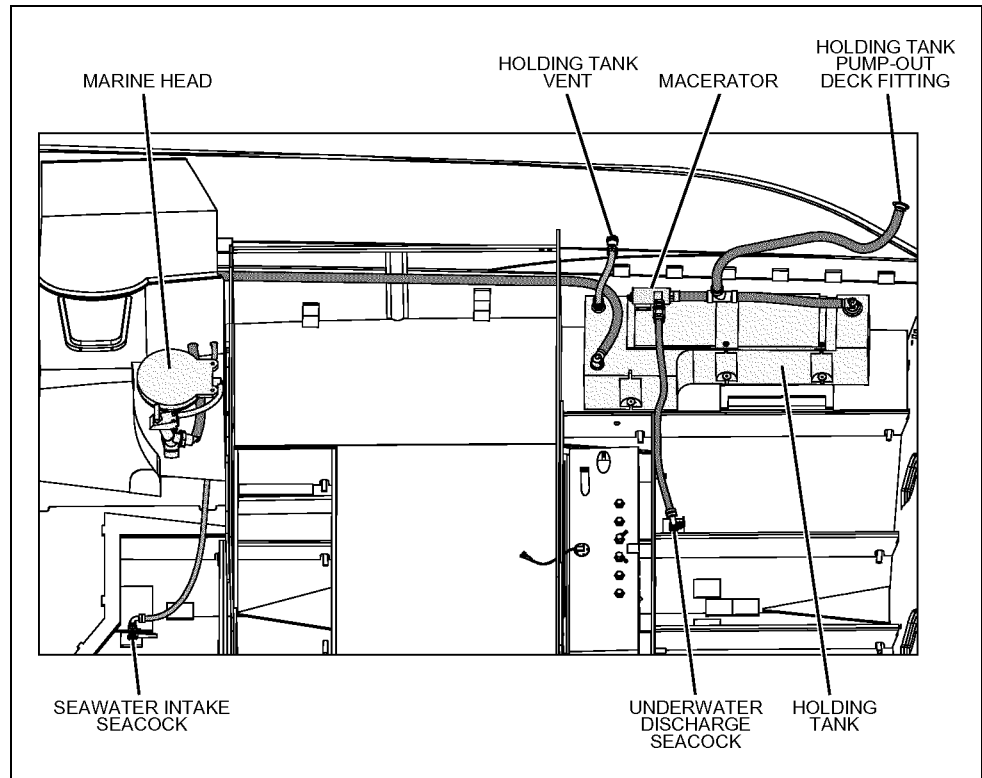 MARINE HEAD
HOLDING TANK
VENT
MACERATOR
HOLDING TANK
PUMP-OUT
DECK FITTING
SEAWATER INTAKE
SEACOCK
UNDERWATER
DISCHARGE
SEACOCK
HOLDING
TANK